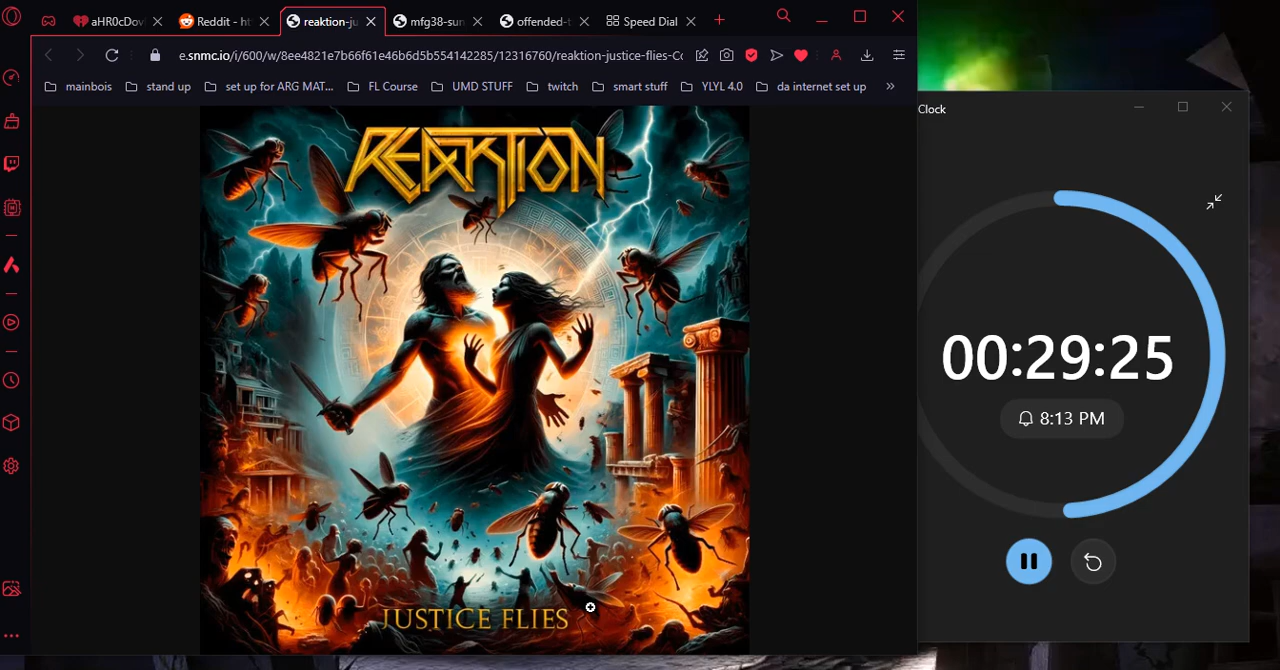 aHR0cDov
Reddit - ht
reaktion-ju
mfg38-sun
offended-t
Speed Dial
e.snmc.io/i/600/w/8ee4821e7b66f61e46b6d5b554142285/12316760/reaktion-justice-flies-Co
mainbois
stand up
set up for ARG MAT...
FL Course
UMD STUFF
twitch
smart stuff
YLYL 4.0
da internet set up
REAKTION
JUSTICE FLIES
Clock
00:29:25
8:13 PM